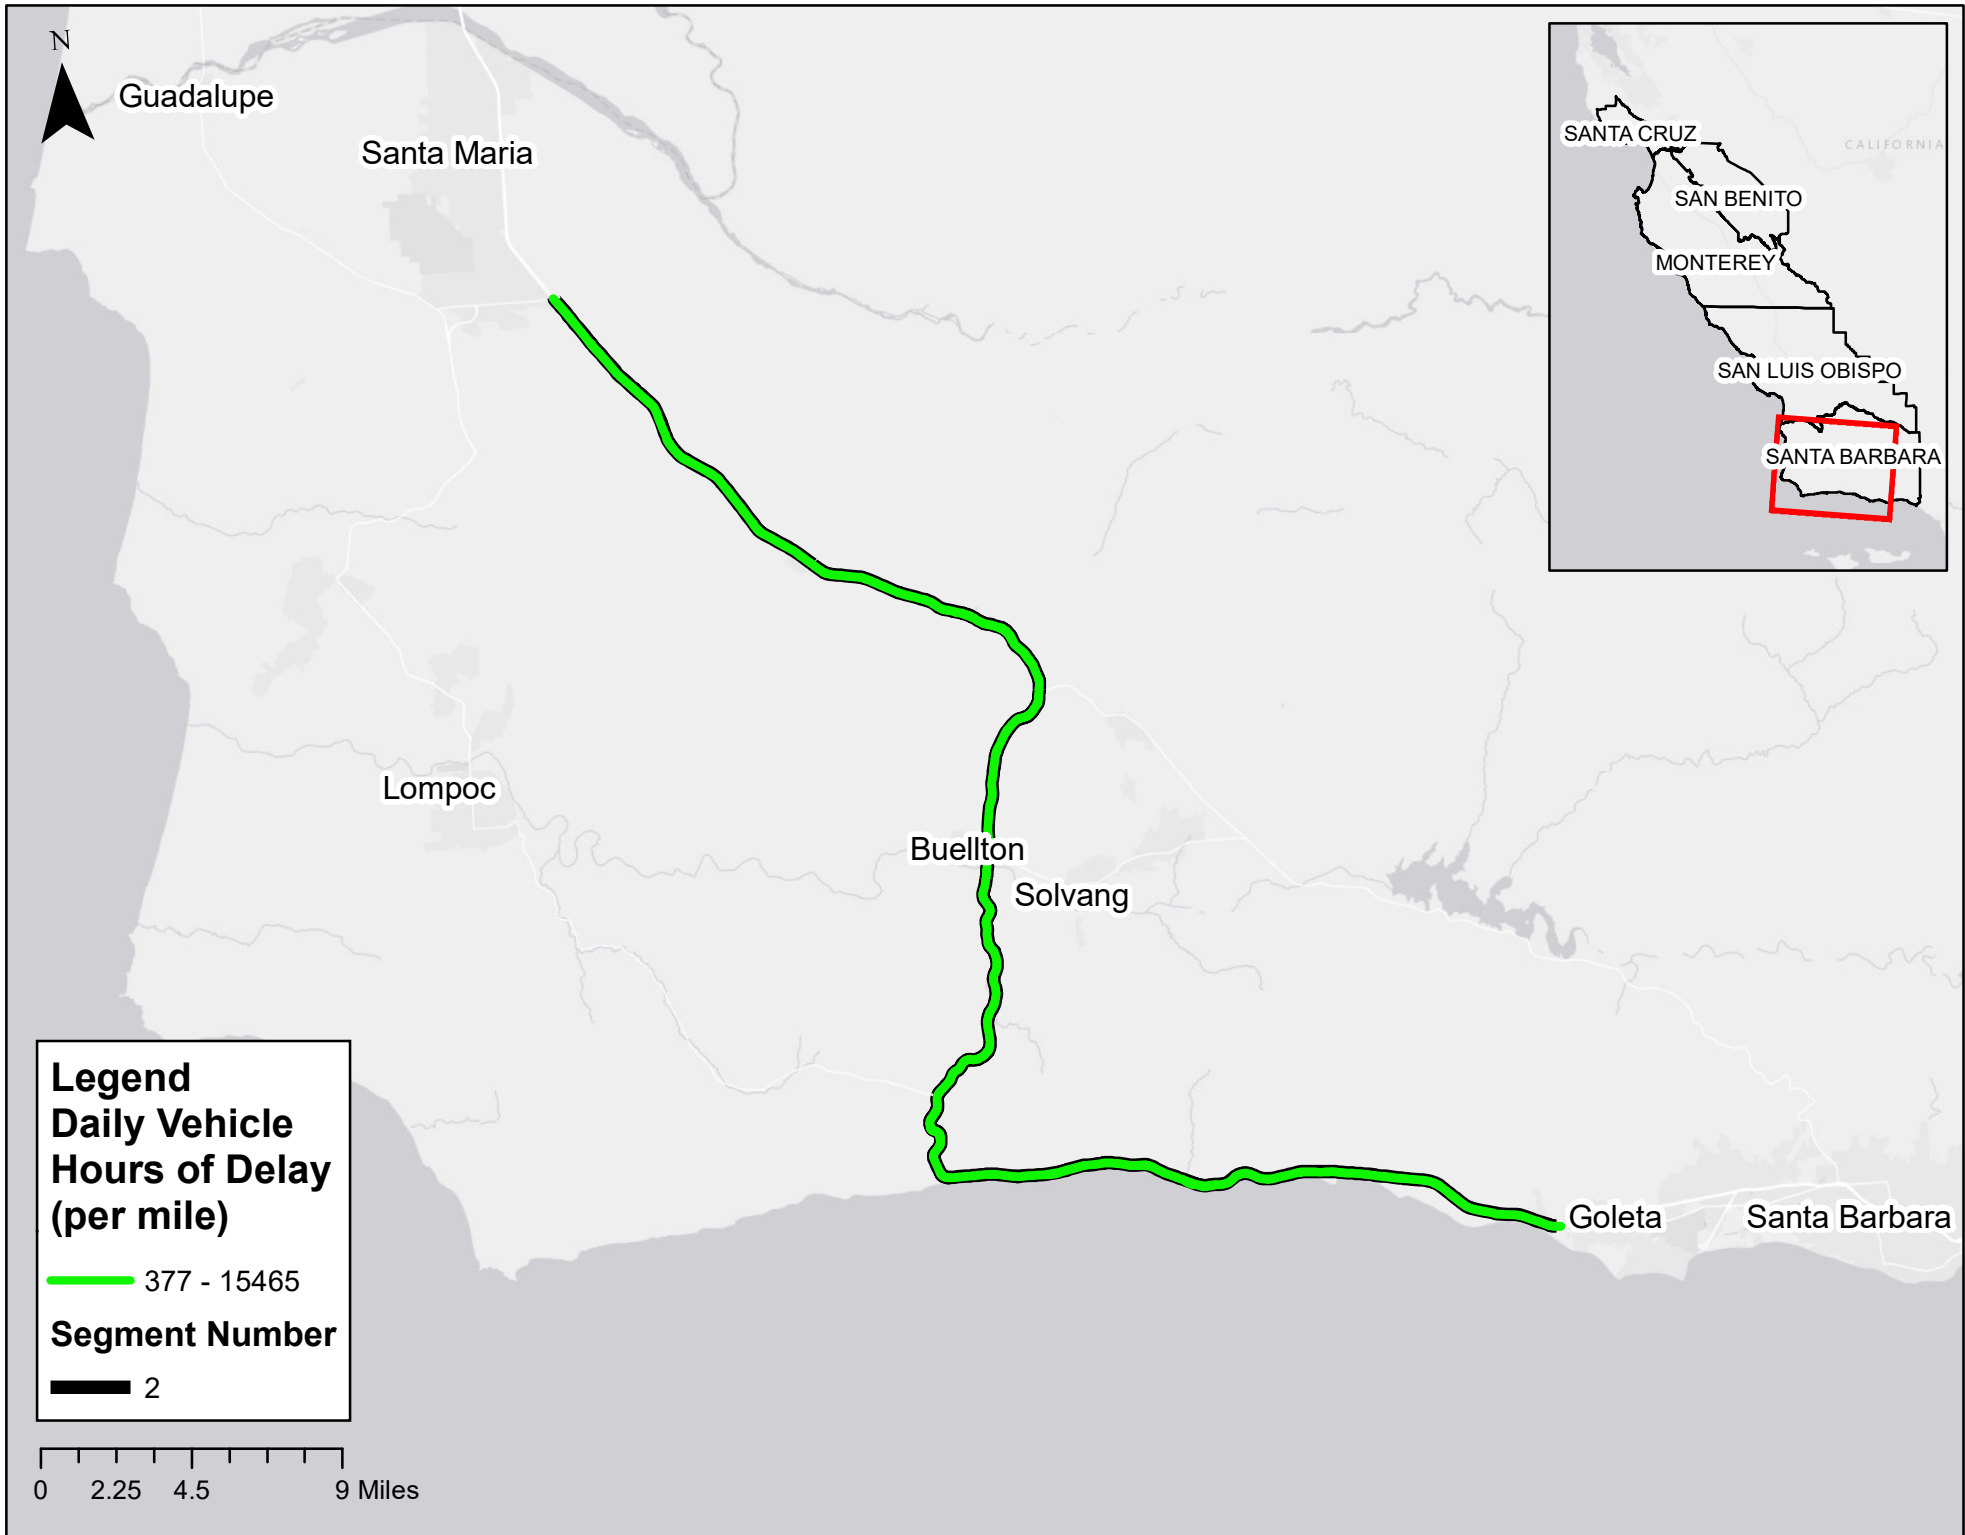 N
Guadalupe
Santa Maria
Lompoc
Buellton
Solvang
Goleta
Santa Barbara
SANTA CRUZ
CALIFORNIA
SAN BENITO
MONTEREY
SAN LUIS OBISPO
SANTA BARBARA
Legend
Daily Vehicle
Hours of Delay
(per mile)
377 - 15465
Segment Number
2
0 2.25 4.5 9 Miles